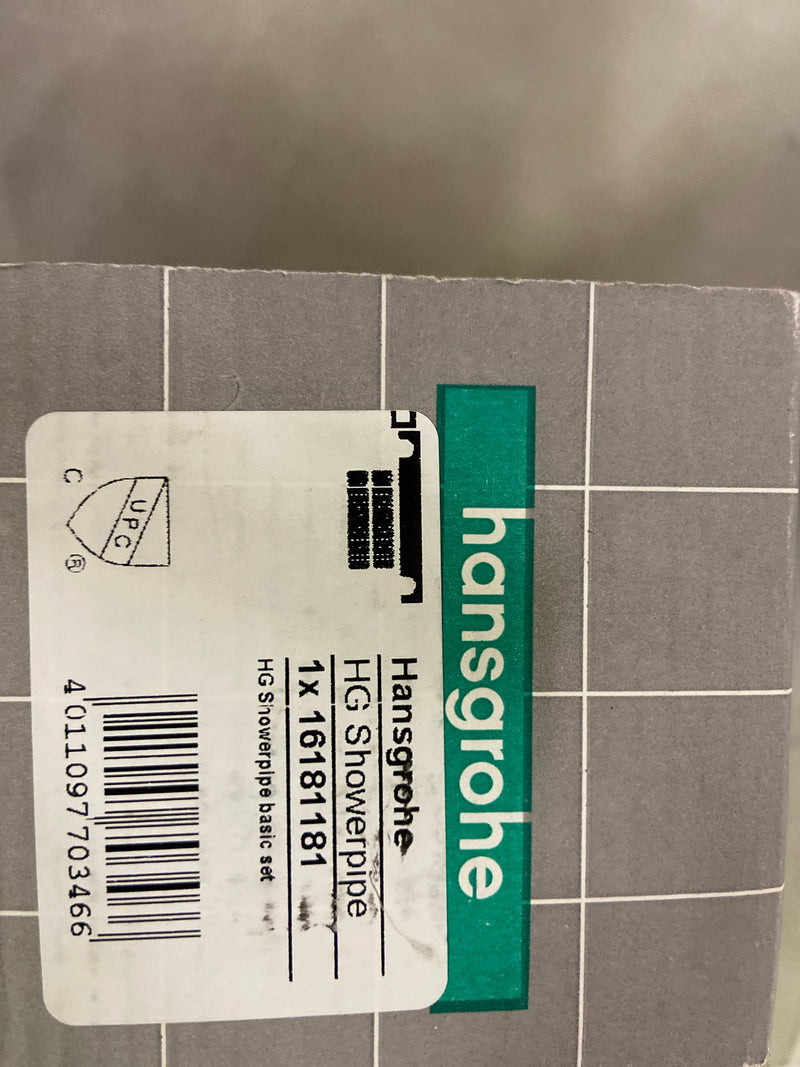 hansgrohe
Hansgrohe
HG Showerpipe
1x 16181181
HG Showerpipe basic set
C UPC ®
4 011097 703466